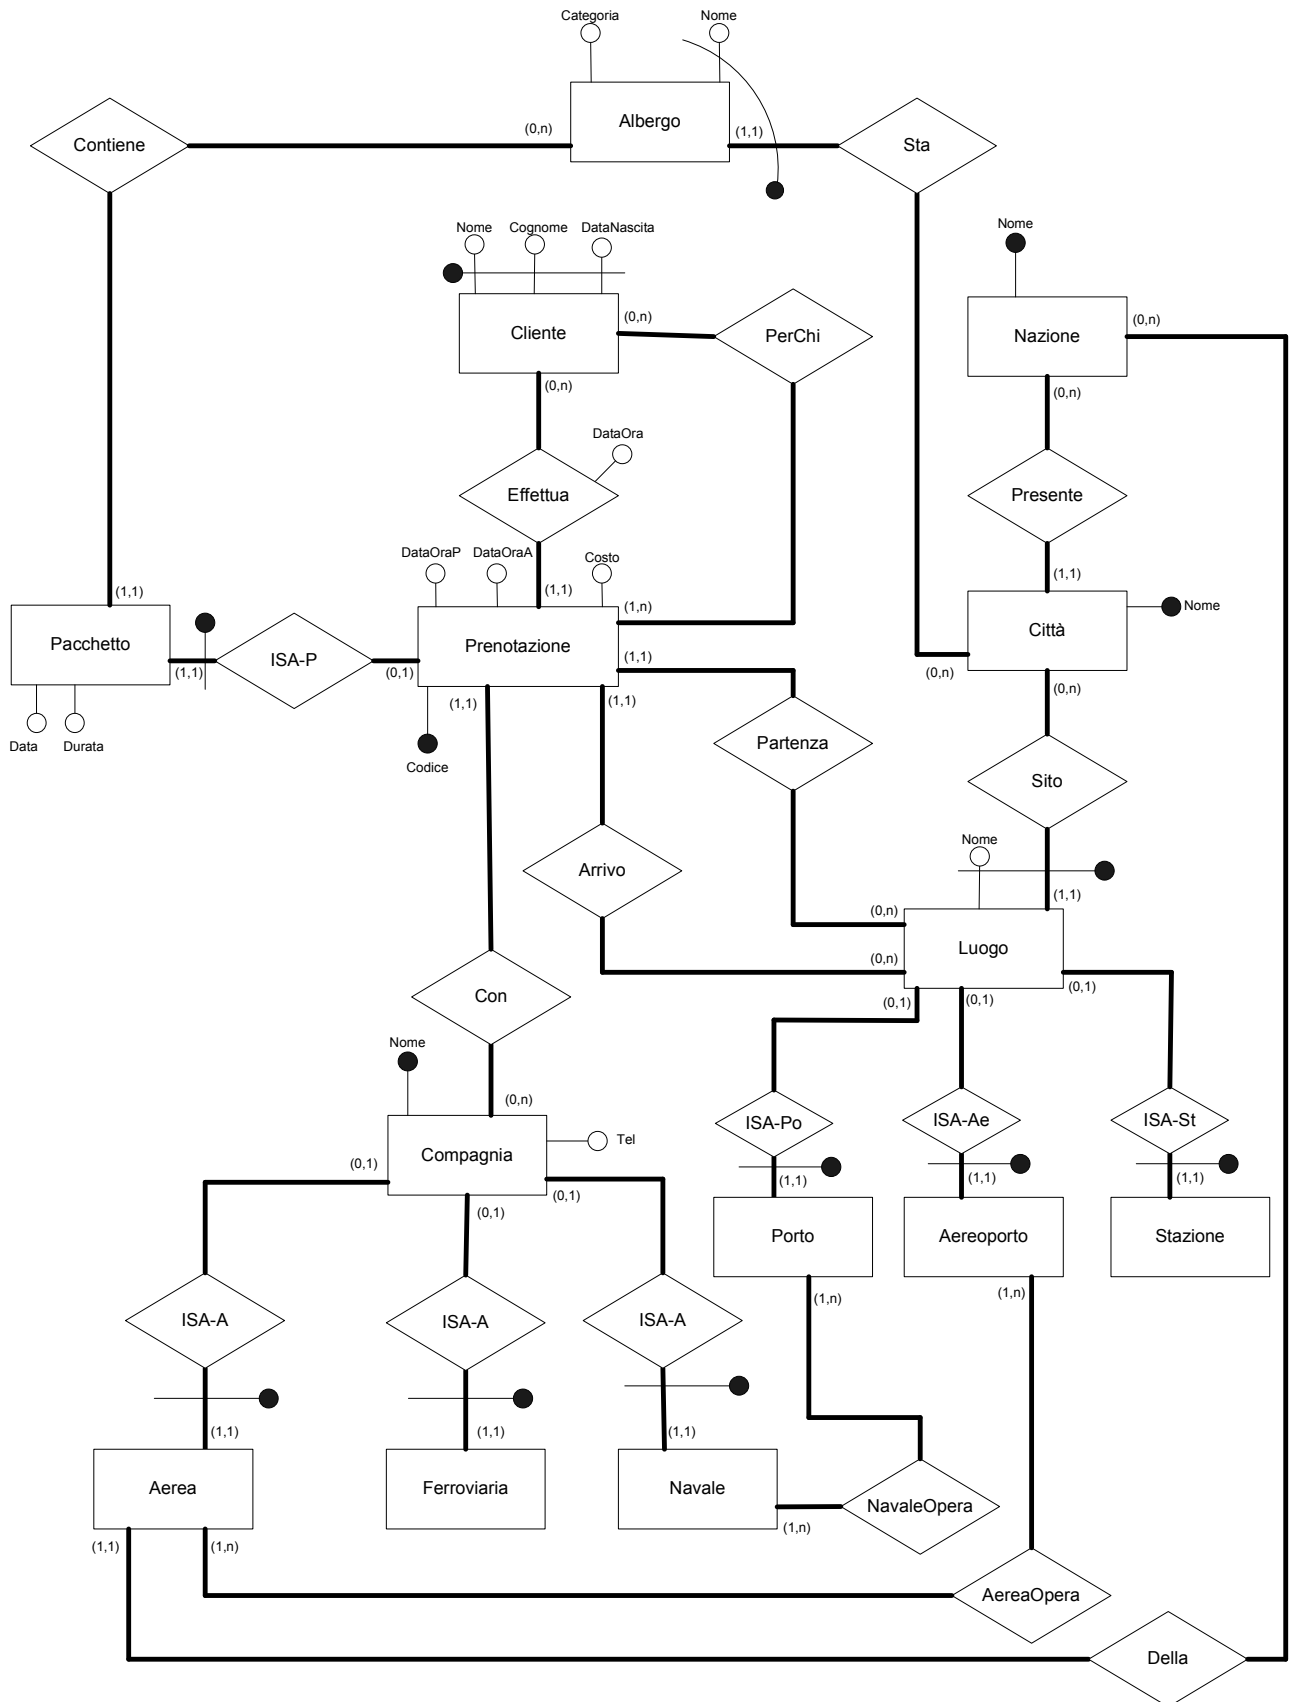 Categoria
Nome
Albergo
(0,n)
(1,1)
Contiene
Sta
Nome
Cognome
DataNascita
Nome
Cliente
(0,n)
PerChi
Nazione
(0,n)
(0,n)
(0,n)
DataOra
Effettua
Presente
DataOraP
DataOraA
Costo
(1,1)
(1,1)
(1,1)
(1,n)
Nome
Pacchetto
ISA-P
Prenotazione
Città
(1,1)
(0,1)
(1,1)
(0,n)
(0,n)
(1,1)
(1,1)
Data
Durata
Codice
Partenza
Sito
Nome
Arrivo
(0,n)
(1,1)
Luogo
(0,n)
Con
(0,1)
(0,1)
(0,1)
Nome
(0,n)
Tel
ISA-Po
ISA-Ae
ISA-St
Compagnia
(0,1)
(0,1)
(0,1)
(1,1)
(1,1)
(1,1)
Porto
Aereoporto
Stazione
(1,n)
(1,n)
ISA-A
ISA-A
ISA-A
(1,1)
(1,1)
(1,1)
Aerea
Ferroviaria
Navale
NavaleOpera
(1,n)
(1,1)
(1,n)
AereaOpera
Della